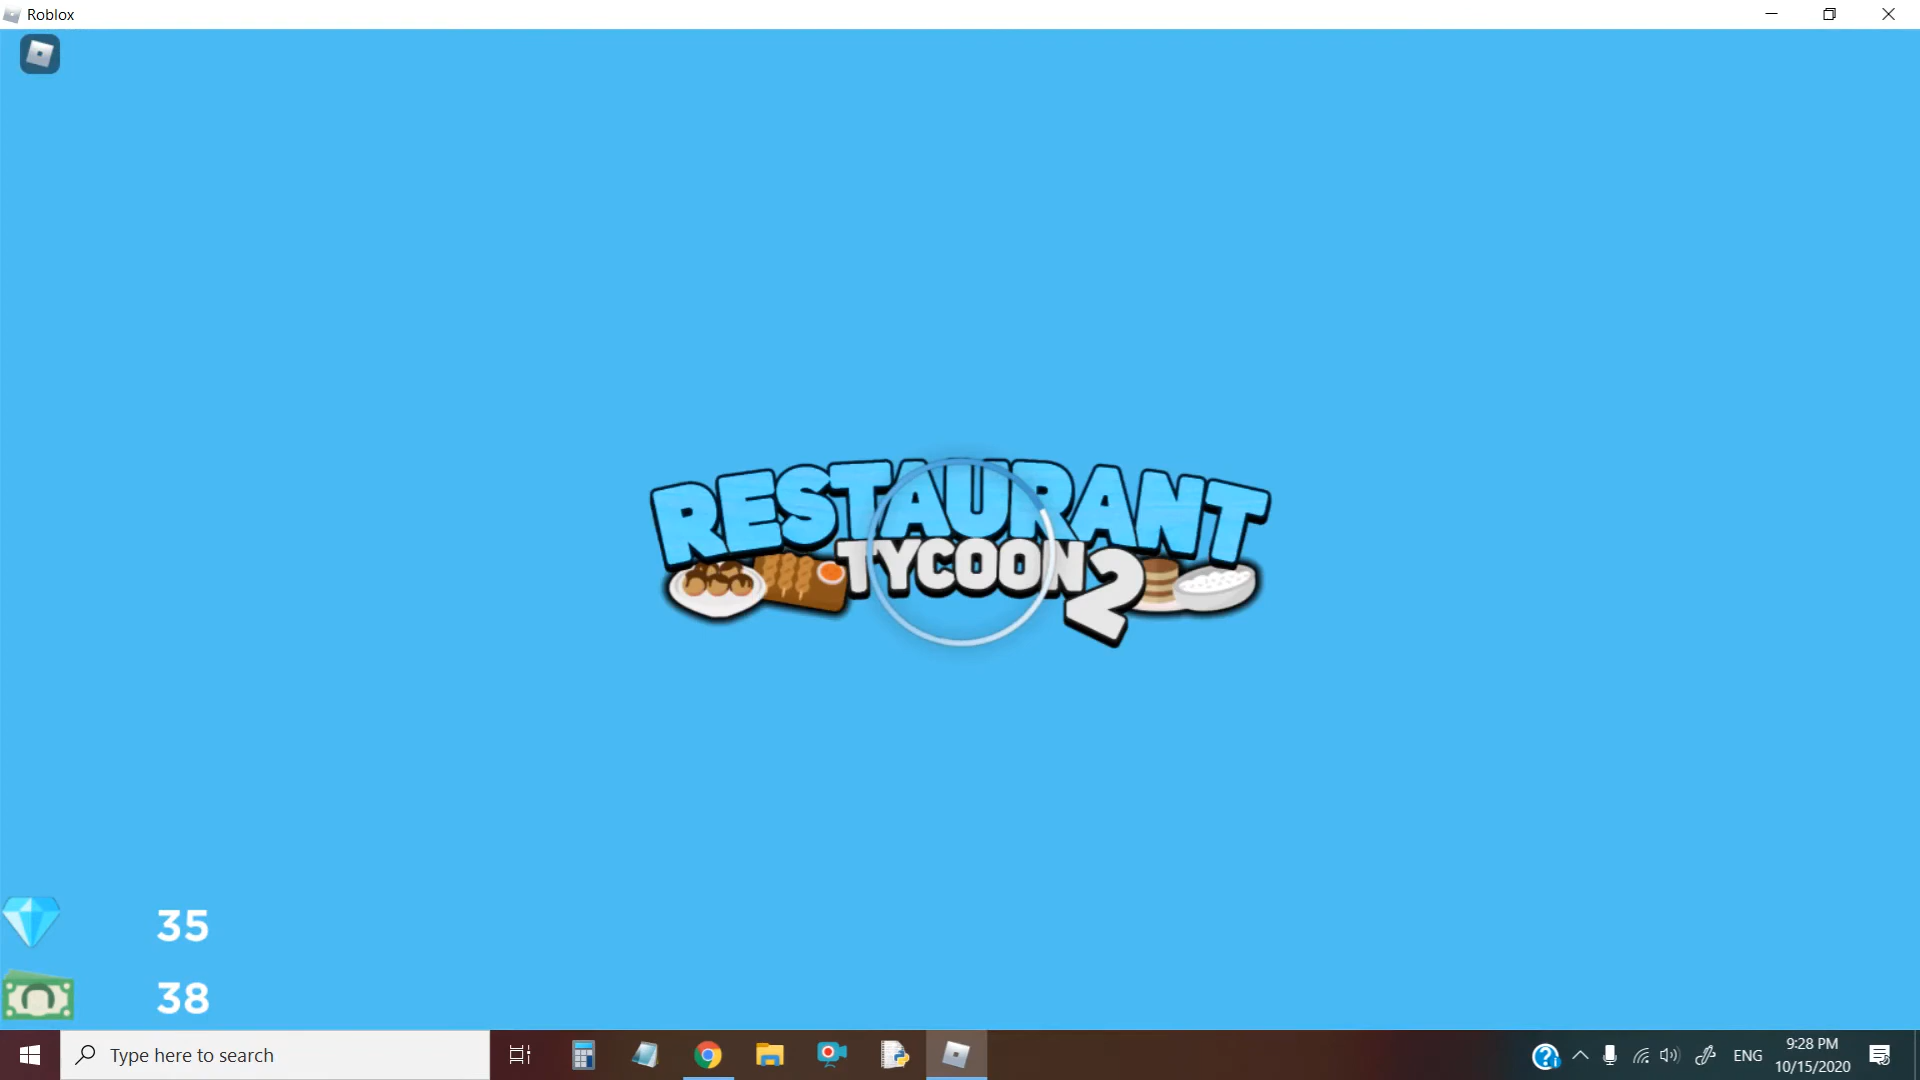 Roblox
RESTAURANT
TYCOON 2
35
38
Type here to search
ENG
9:28 PM
10/15/2020